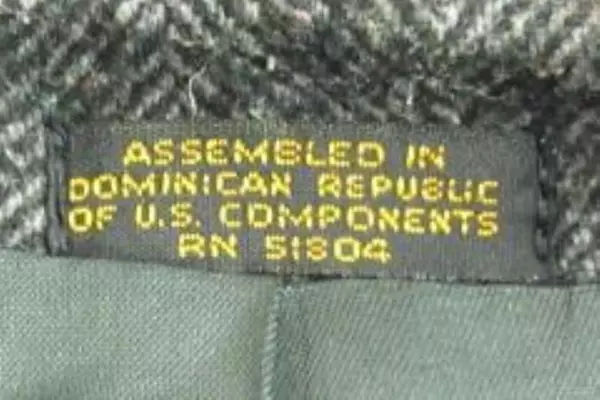 ASSEMBLED IN
DOMINICAN REPUBLIC
OF U.S. COMPONENTS
RN 51804